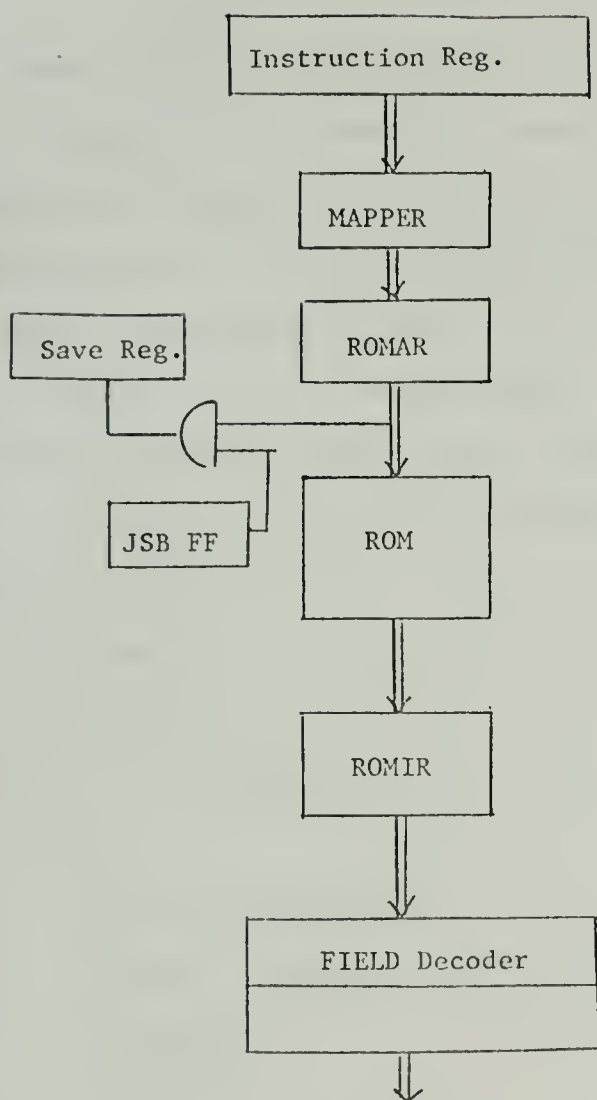 Instruction Reg.
MAPPER
ROMAR
Save Reg.
JSB FF
ROM
ROMIR
FIELD Decoder